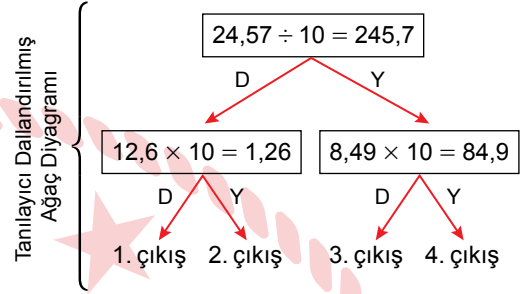 Tanılayıcı Dallandırılmış
Ağaç Diyagramı
24,57 ÷ 10 = 245,7
D Y
12,6 × 10 = 1,26 8,49 × 10 = 84,9
D Y D Y
1. çıkış 2. çıkış 3. çıkış 4. çıkış